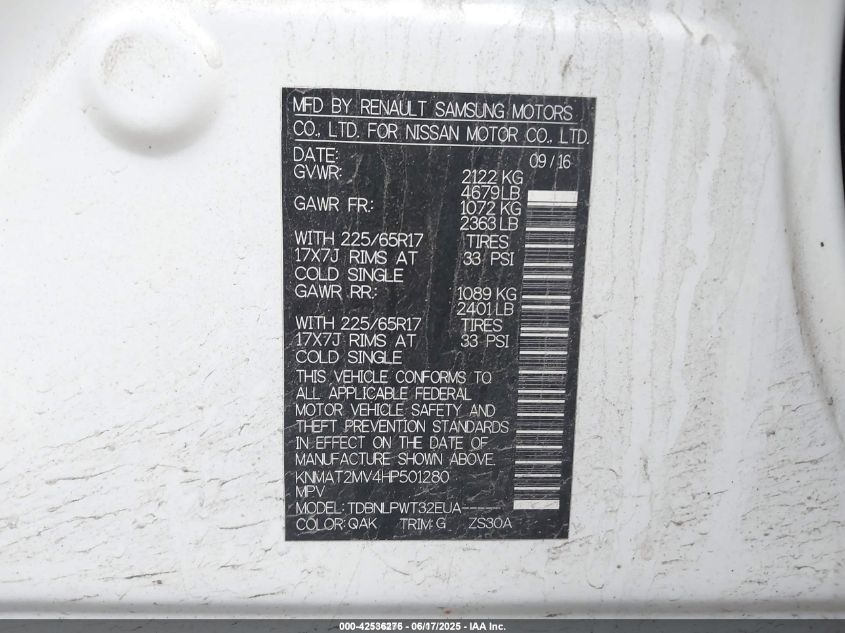 MFD BY RENAULT SAMSUNG MOTORS
CO., LTD. FOR NISSAN MOTOR CO., LTD.
DATE: 09 / 16
GVWR: 2122 KG
4679 LB
GAWR FR.: 1072 KG
2363 LB
WITH 225/65R17 TIRES
17X7J RIMS AT 33 PSI
COLD SINGLE
GAWR RR.: 1089 KG
2401 LB
WITH 225/65R17 TIRES
17X7J RIMS AT 33 PSI
COLD SINGLE
THIS VEHICLE CONFORMS TO
ALL APPLICABLE FEDERAL
MOTOR VEHICLE SAFETY AND
THEFT PREVENTION STANDARDS
IN EFFECT ON THE DATE OF
MANUFACTURE SHOWN ABOVE.
KNMAT2MV4HP501280
MPV
MODEL: TDBNLPWT32EUA-----
COLOR: QAK TRIM: G ZS30A
000-42536276 - 06/17/2025 - IAA Inc.